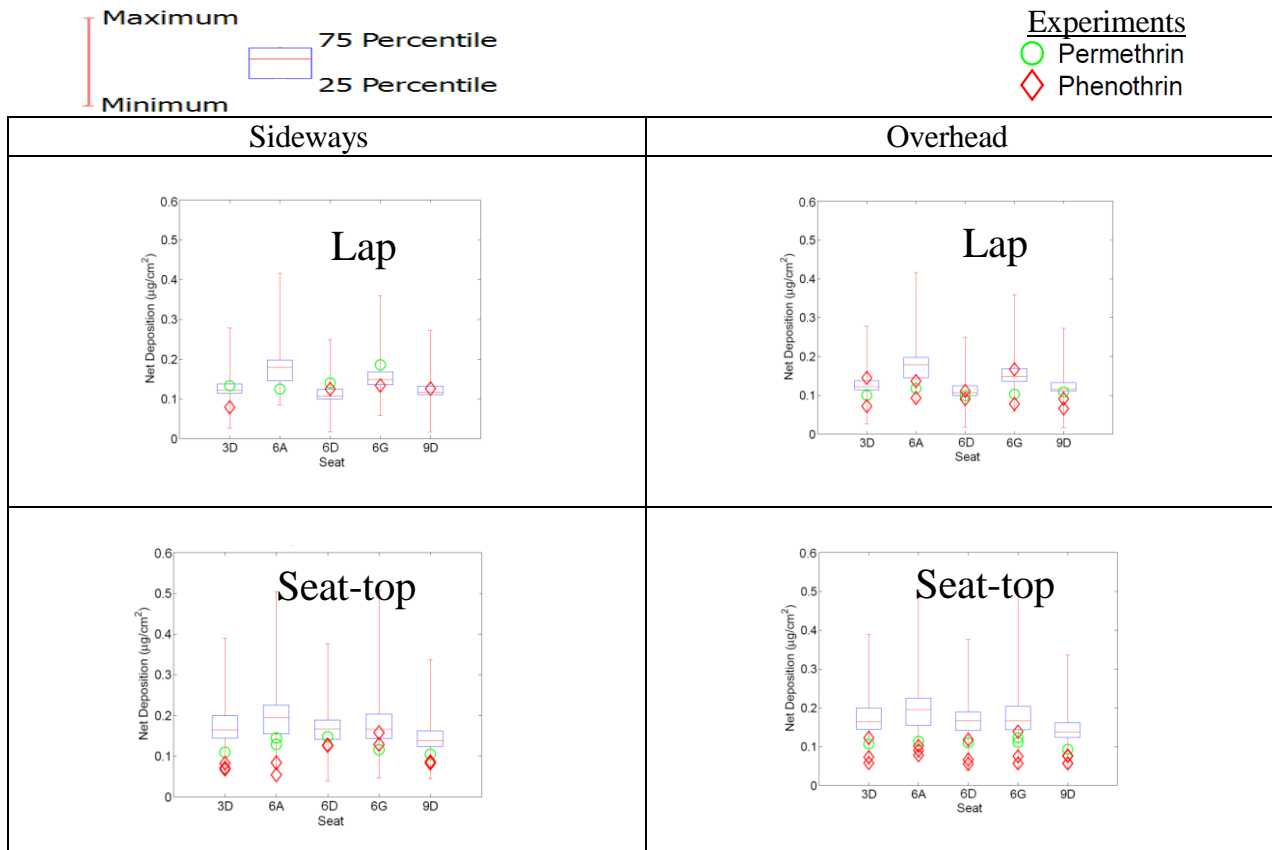 Maximum
75 Percentile
25 Percentile
Minimum
Experiments
Permethrin
Phenothrin
Sideways
Overhead
Lap
Net Deposition (µg/cm²)
0.6
0.5
0.4
0.3
0.2
0.1
0
3D 6A 6D 6G 9D
Seat
Lap
Net Deposition (µg/cm²)
0.6
0.5
0.4
0.3
0.2
0.1
0
3D 6A 6D 6G 9D
Seat
Seat-top
Net Deposition (µg/cm²)
0.6
0.5
0.4
0.3
0.2
0.1
0
3D 6A 6D 6G 9D
Seat
Seat-top
Net Deposition (µg/cm²)
0.6
0.5
0.4
0.3
0.2
0.1
0
3D 6A 6D 6G 9D
Seat